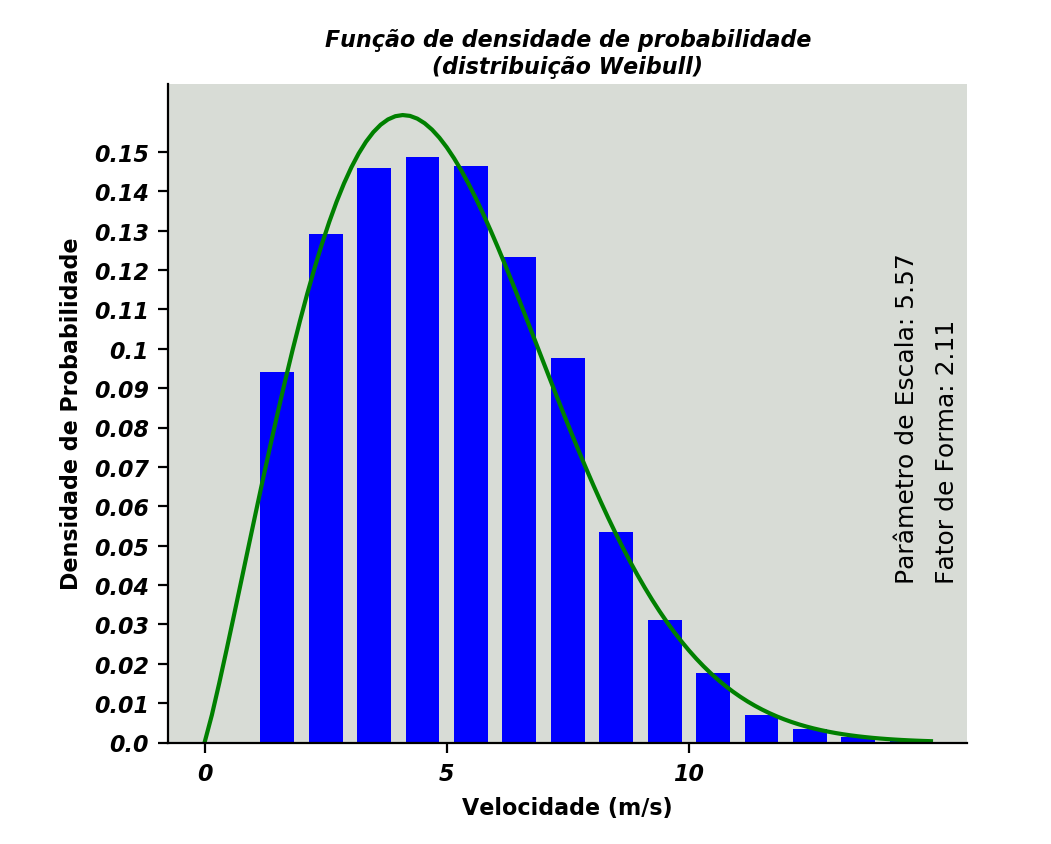 Função de densidade de probabilidade
(distribuição Weibull)
Densidade de Probabilidade
0.15
0.14
0.13
0.12
0.11
0.1
0.09
0.08
0.07
0.06
0.05
0.04
0.03
0.02
0.01
0.0
0 5 10
Velocidade (m/s)
Parâmetro de Escala: 5.57
Fator de Forma: 2.11